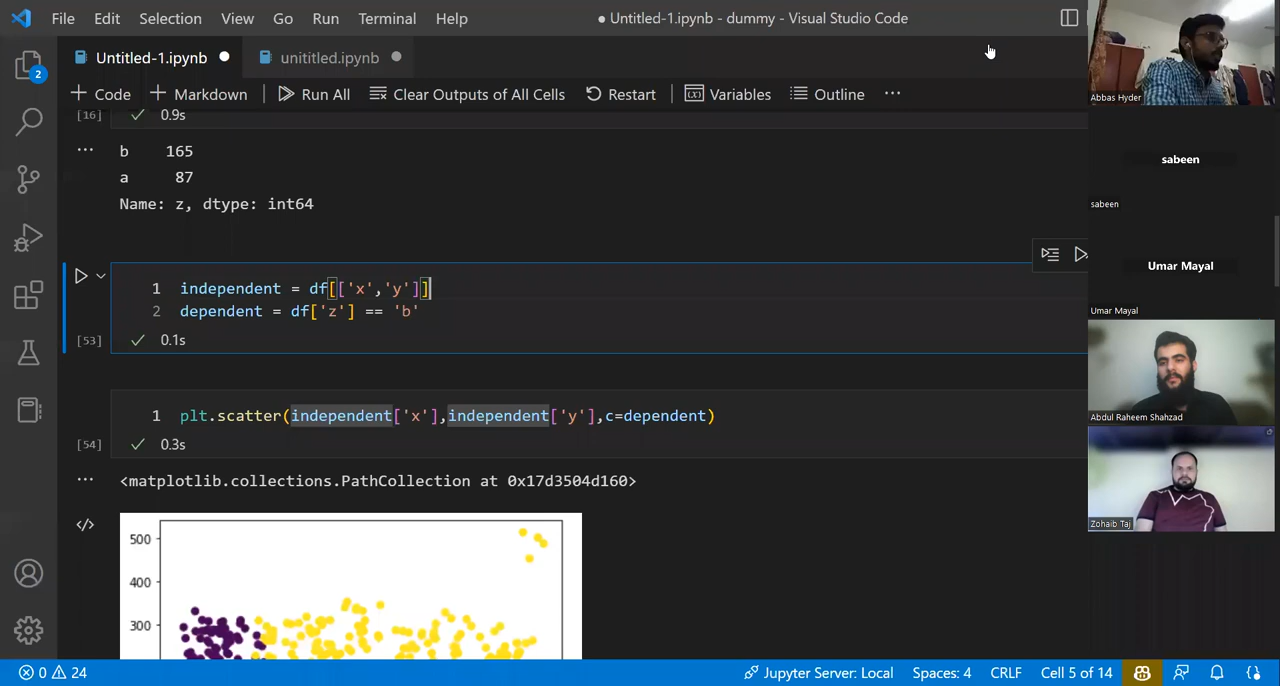 File Edit Selection View Go Run Terminal Help
● Untitled-1.ipynb - dummy - Visual Studio Code
Untitled-1.ipynb ● unititled.ipynb ●
+ Code + Markdown Run All Clear Outputs of All Cells Restart Variables Outline ...
[16] ✓ 0.9s
... b 165
a 87
Name: z, dtype: int64
1 independent = df[['x','y']]
2 dependent = df['z'] == 'b'
[53] ✓ 0.1s
1 plt.scatter(independent['x'],independent['y'],c=dependent)
[54] ✓ 0.3s
... <matplotlib.collections.PathCollection at 0x17d3504d160>
500
400
300
2
0 24
Jupyter Server: Local Spaces: 4 CRLF Cell 5 of 14
Abbas Hyder
sabeen
sabeen
Umar Mayal
Umar Mayal
Abdul Raheem Shahzad
Zohaib Taj